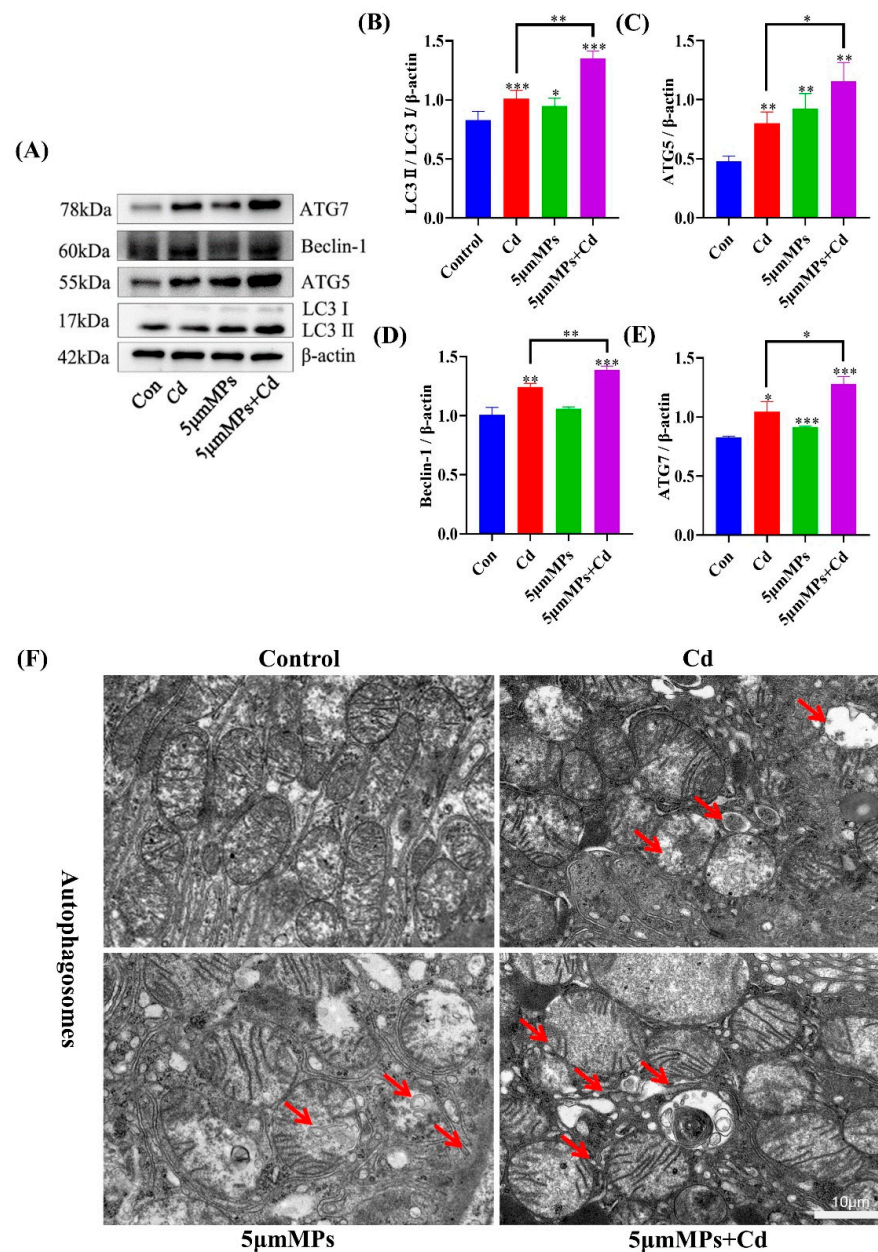 (A)
78kDa
ATG7
60kDa
Beclin-1
55kDa
ATG5
17kDa
LC3 I
LC3 II
42kDa
β-actin
Con
Cd
5μmMPs
5μmMPs+Cd
(B)
LC3 II / LC3 I/ β-actin
1.5
1.0
0.5
0.0
**
***
*
***
Control
Cd
5μmMPs
5μmMPs+Cd
(C)
ATG5 / β-actin
1.5
1.0
0.5
0.0
*
**
**
**
Con
Cd
5μmMPs
5μmMPs+Cd
(D)
Beclin-1 / β-actin
1.5
1.0
0.5
0.0
**
**
***
Con
Cd
5μmMPs
5μmMPs+Cd
(E)
ATG7 / β-actin
1.5
1.0
0.5
0.0
*
*
***
***
Con
Cd
5μmMPs
5μmMPs+Cd
(F)
Control
Cd
Autophagosomes
10μm
5μmMPs
5μmMPs+Cd